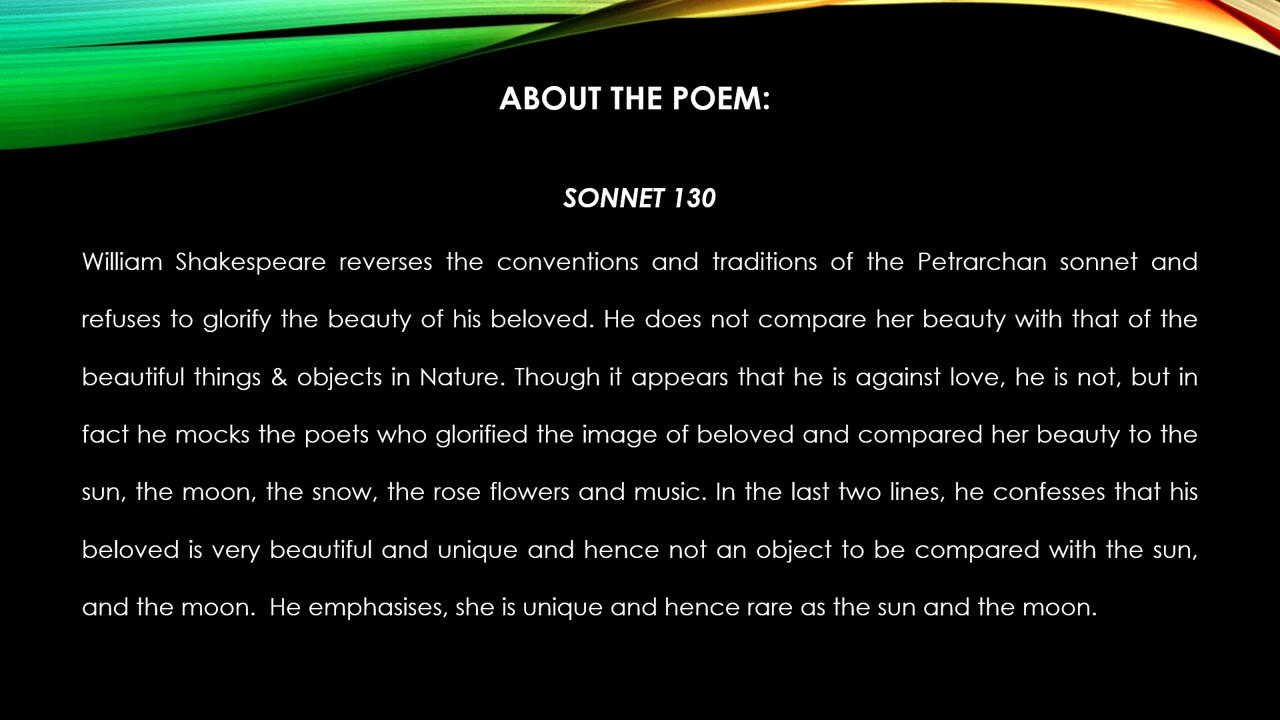 ABOUT THE POEM:
SONNET 130
William Shakespeare reverses the conventions and traditions of the Petrarchan sonnet and
refuses to glorify the beauty of his beloved. He does not compare her beauty with that of the
beautiful things & objects in Nature. Though it appears that he is against love, he is not, but in
fact he mocks the poets who glorified the image of beloved and compared her beauty to the
sun, the moon, the snow, the rose flowers and music. In the last two lines, he confesses that his
beloved is very beautiful and unique and hence not an object to be compared with the sun,
and the moon.  He emphasises, she is unique and hence rare as the sun and the moon.